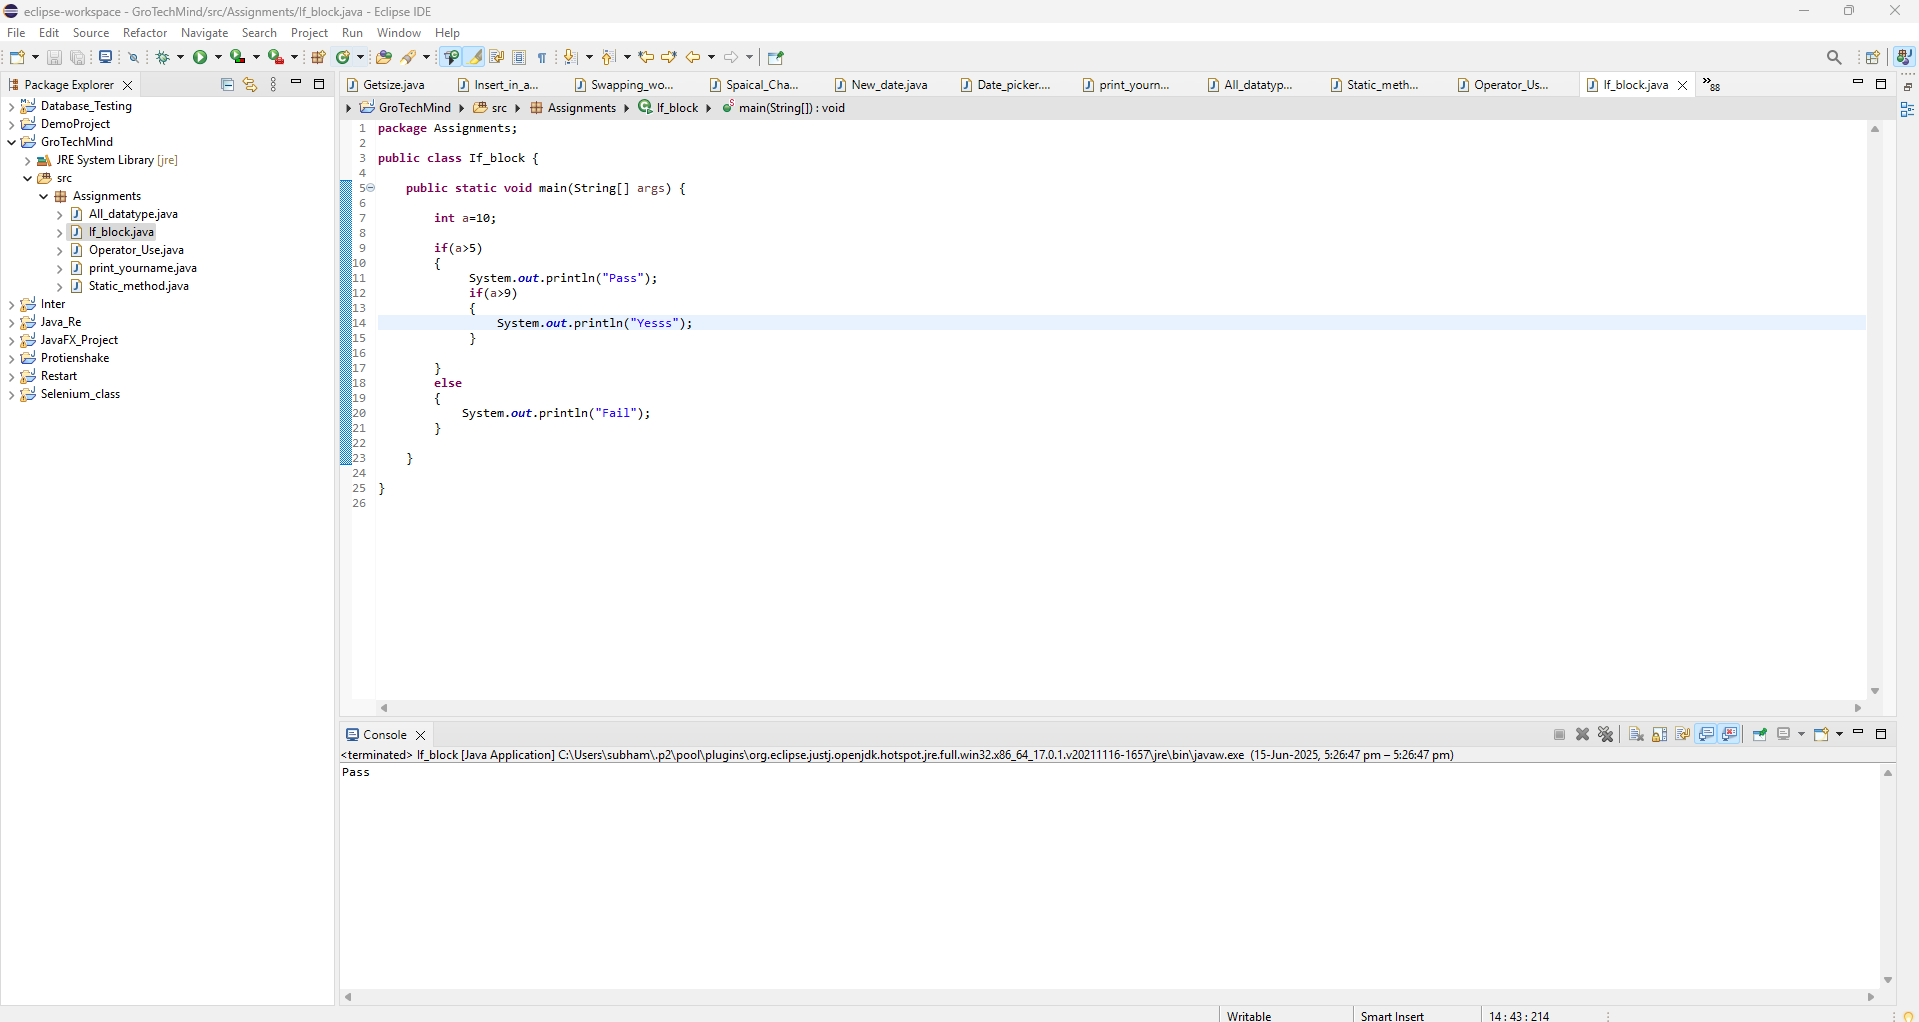 eclipse-workspace - GroTechMind/src/Assignments/If_block.java - Eclipse IDE
File Edit Source Refactor Navigate Search Project Run Window Help
Package Explorer
Database_Testing
DemoProject
GroTechMind
JRE System Library [jre]
src
Assignments
All_datatype.java
If_block.java
Operator_Use.java
print_yourname.java
Static_method.java
Inter
Java_Re
JavaFX_Project
Protienshake
Restart
Selenium_class
Getsize.java Insert_in_a... Swapping_wo... Spaical_Cha... New_date.java Date_picker.... print_yourn... All_datatyp... Static_meth... Operator_Us... If_block.java »88
GroTechMind src Assignments If_block main(String[]) : void
1 package Assignments;
2
3 public class If_block {
4
5 public static void main(String[] args) {
6
7 int a=10;
8
9 if(a>5)
10 {
11 System.out.println("Pass");
12 if(a>9)
13 {
14 System.out.println("Yesss");
15 }
16
17 }
18 else
19 {
20 System.out.println("Fail");
21 }
22
23 }
24
25 }
26
Console
<terminated> If_block [Java Application] C:\Users\subham\.p2\pool\plugins\org.eclipse.justj.openjdk.hotspot.jre.full.win32.x86_64_17.0.1.v20211116-1657\jre\bin\javaw.exe (15-Jun-2025, 5:26:47 pm – 5:26:47 pm)
Pass
Writable Smart Insert 14 : 43 : 214